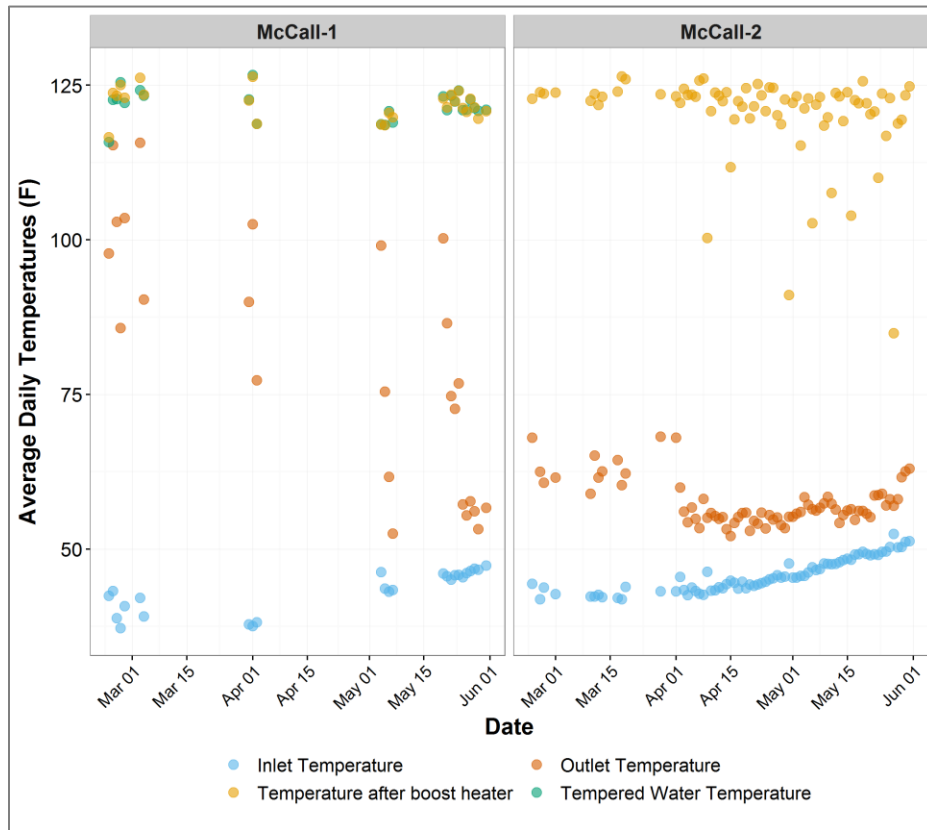 McCall-1 McCall-2
Average Daily Temperatures (F)
125
100
75
50
Mar 01 Mar 15 Apr 01 Apr 15 May 01 May 15 Jun 01 Mar 01 Mar 15 Apr 01 Apr 15 May 01 May 15 Jun 01
Date
Inlet Temperature Outlet Temperature
Temperature after boost heater Tempered Water Temperature